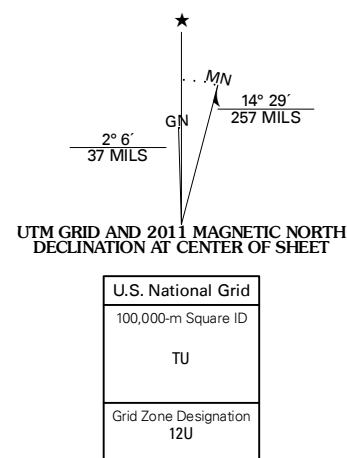 ★
MN
GN
14° 29´
257 MILS
2° 6´
37 MILS
UTM GRID AND 2011 MAGNETIC NORTH
DECLINATION AT CENTER OF SHEET
U.S. National Grid
100,000-m Square ID
TU
Grid Zone Designation
12U